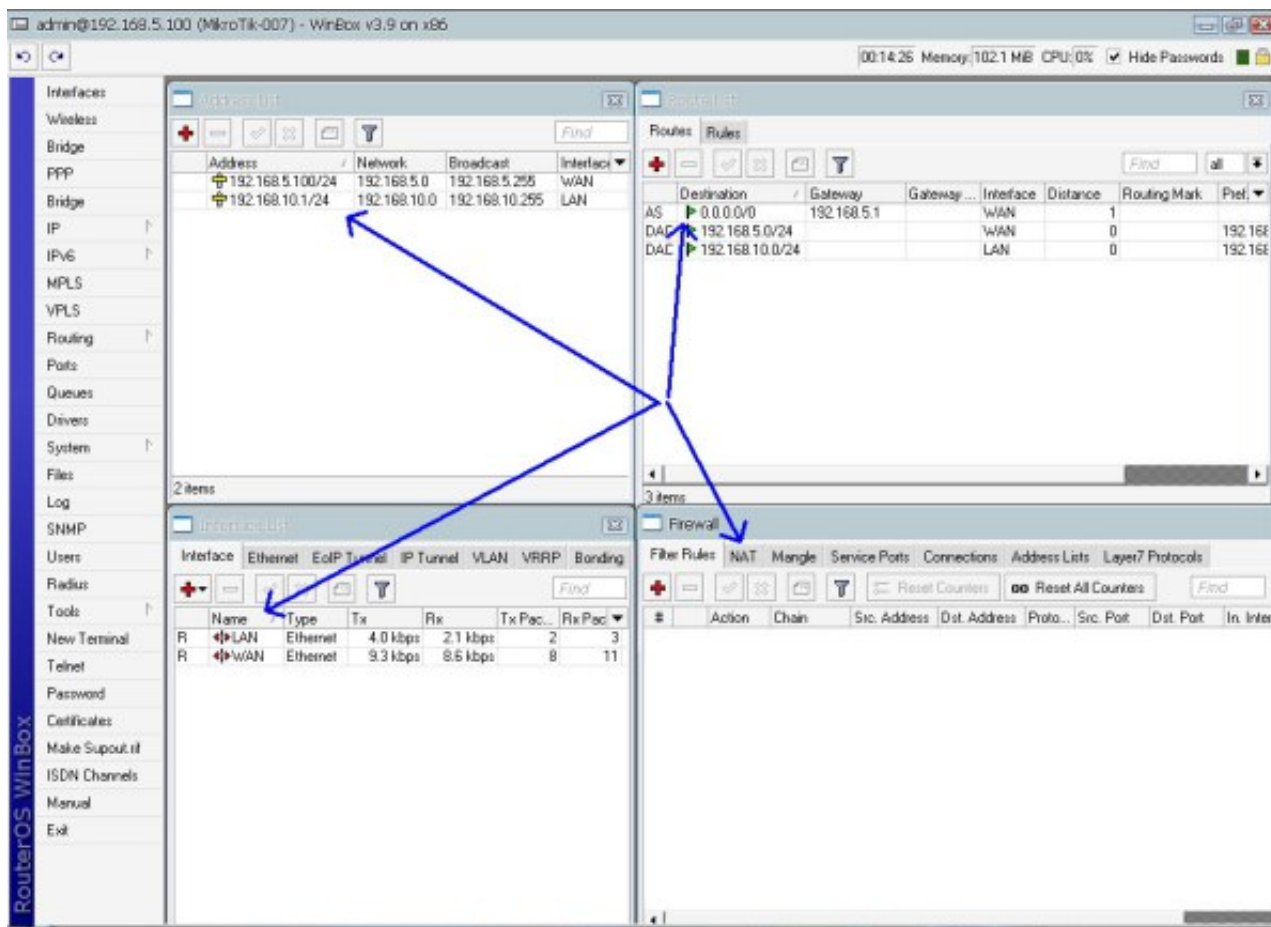 admin@192.168.5.100 (MikroTik-007) - WinBox v3.9 on x86
00:14:26 Memory: 102.1 MiB CPU: 0% Hide Passwords
Interfaces
Wireless
Bridge
PPP
Bridge
IP
IPv6
MPLS
VPLS
Routing
Ports
Queues
Drivers
System
Files
Log
SNMP
Users
Radius
Tools
New Terminal
Telnet
Password
Certificates
Make Supout.rif
ISDN Channels
Manual
Exit
RouterOS WinBox
Address List
Find
Address Network Broadcast Interface
192.168.5.100/24 192.168.5.0 192.168.5.255 WAN
192.168.10.1/24 192.168.10.0 192.168.10.255 LAN
2 items
Route List
Routes Rules
Find all
Destination Gateway Gateway ... Interface Distance Routing Mark Pref.
AS 0.0.0.0/0 192.168.5.1 WAN 1
DAC 192.168.5.0/24 WAN 0 192.168
DAC 192.168.10.0/24 LAN 0 192.168
3 items
Interface List
Interface Ethernet EoIP Tunnel IP Tunnel VLAN VRRP Bonding
Find
Name Type Tx Rx Tx Pac... Rx Pac
R LAN Ethernet 4.0 kbps 2.1 kbps 2 3
R WAN Ethernet 9.3 kbps 8.6 kbps 8 11
Firewall
Filter Rules NAT Mangle Service Ports Connections Address Lists Layer7 Protocols
Reset Counters 00 Reset All Counters Find
# Action Chain Src. Address Dst. Address Proto... Src. Port Dst. Port In. Inter